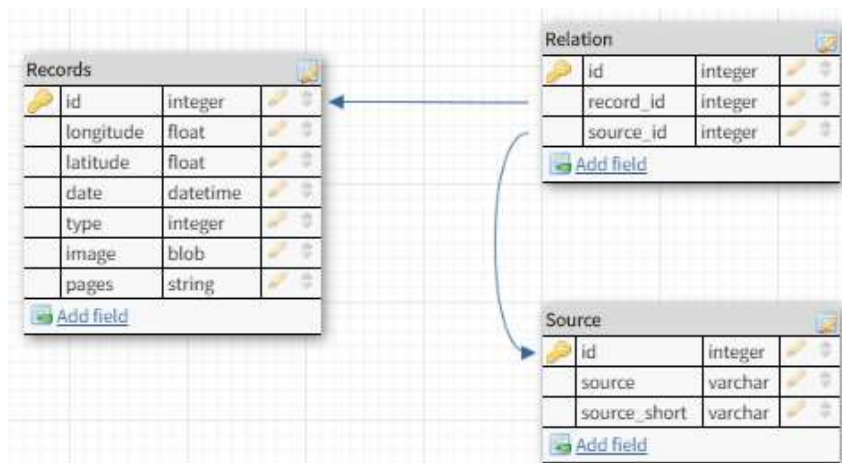 Records
id integer
longitude float
latitude float
date datetime
type integer
image blob
pages string
Add field
Relation
id integer
record_id integer
source_id integer
Add field
Source
id integer
source varchar
source_short varchar
Add field